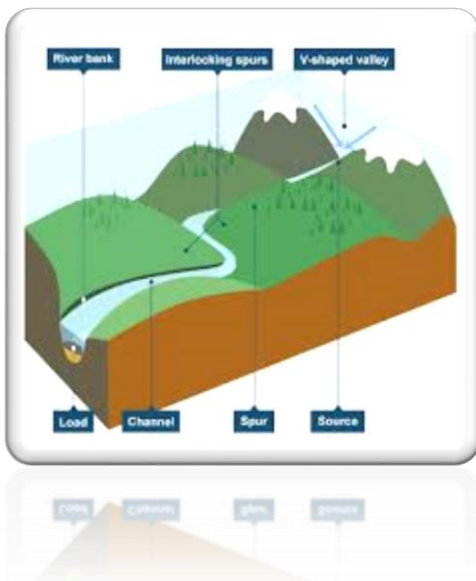 River bank Interlocking spurs V-shaped valley
Load Channel Spur Source